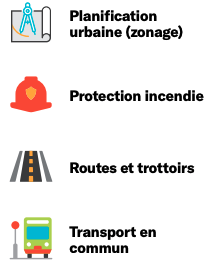 Planification
urbaine (zonage)
Protection incendie
Routes et trottoirs
Transport en
commun